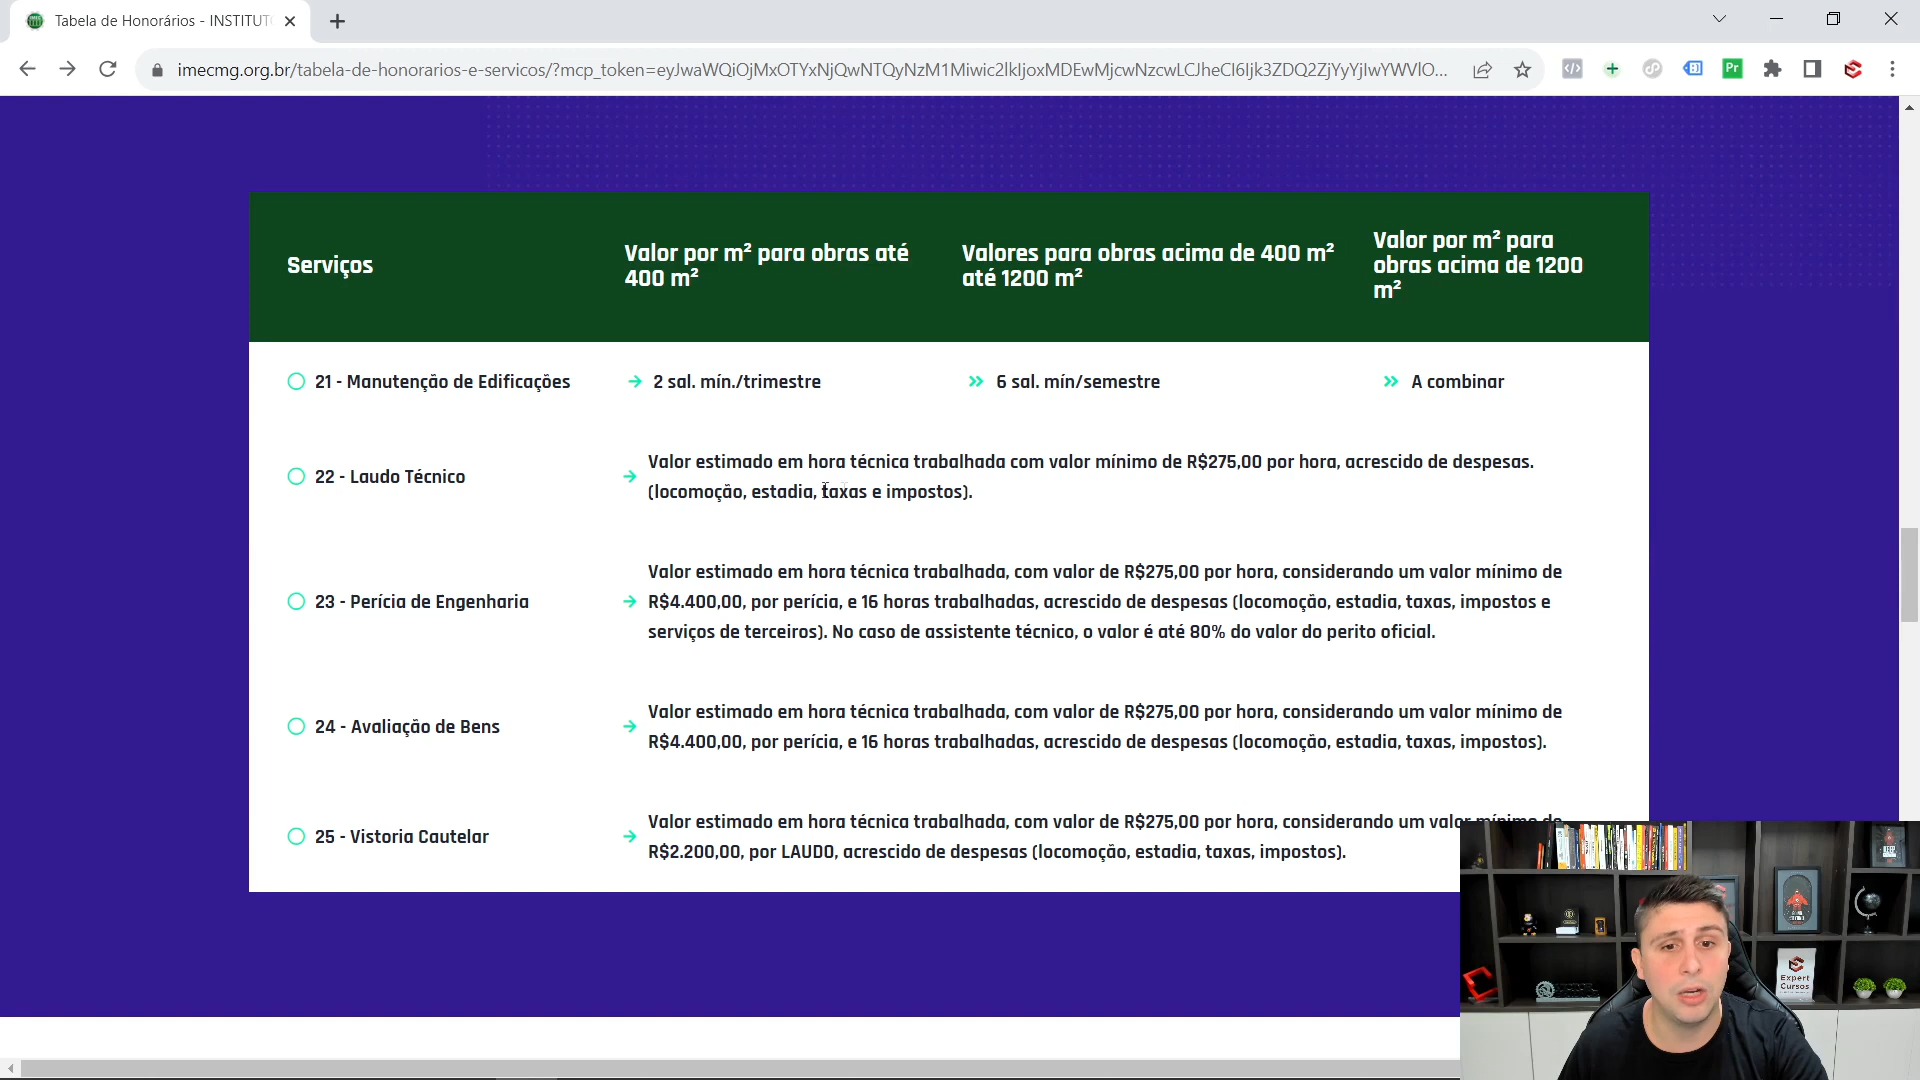 Tabela de Honorários - INSTITUT
imecmg.org.br/tabela-de-honorarios-e-servicos/?mcp_token=eyJwaWQiOjMxOTYxNjQwNTQyNzM1Miwic2lkIjoxMDEwMjcwNzcwLCJheCI6Ijk3ZDQ2ZjYyYjIwYWVlO...
Pr
Serviços
Valor por m² para obras até
400 m²
Valores para obras acima de 400 m²
até 1200 m²
Valor por m² para
obras acima de 1200
m²
21 - Manutenção de Edificações
2 sal. mín./trimestre
6 sal. mín/semestre
A combinar
22 - Laudo Técnico
Valor estimado em hora técnica trabalhada com valor mínimo de R$275,00 por hora, acrescido de despesas.
(locomoção, estadia, taxas e impostos).
23 - Perícia de Engenharia
Valor estimado em hora técnica trabalhada, com valor de R$275,00 por hora, considerando um valor mínimo de
R$4.400,00, por perícia, e 16 horas trabalhadas, acrescido de despesas (locomoção, estadia, taxas, impostos e
serviços de terceiros). No caso de assistente técnico, o valor é até 80% do valor do perito oficial.
24 - Avaliação de Bens
Valor estimado em hora técnica trabalhada, com valor de R$275,00 por hora, considerando um valor mínimo de
R$4.400,00, por perícia, e 16 horas trabalhadas, acrescido de despesas (locomoção, estadia, taxas, impostos).
25 - Vistoria Cautelar
Valor estimado em hora técnica trabalhada, com valor de R$275,00 por hora, considerando um valor mínimo de
R$2.200,00, por LAUDO, acrescido de despesas (locomoção, estadia, taxas, impostos).
Expert
Cursos